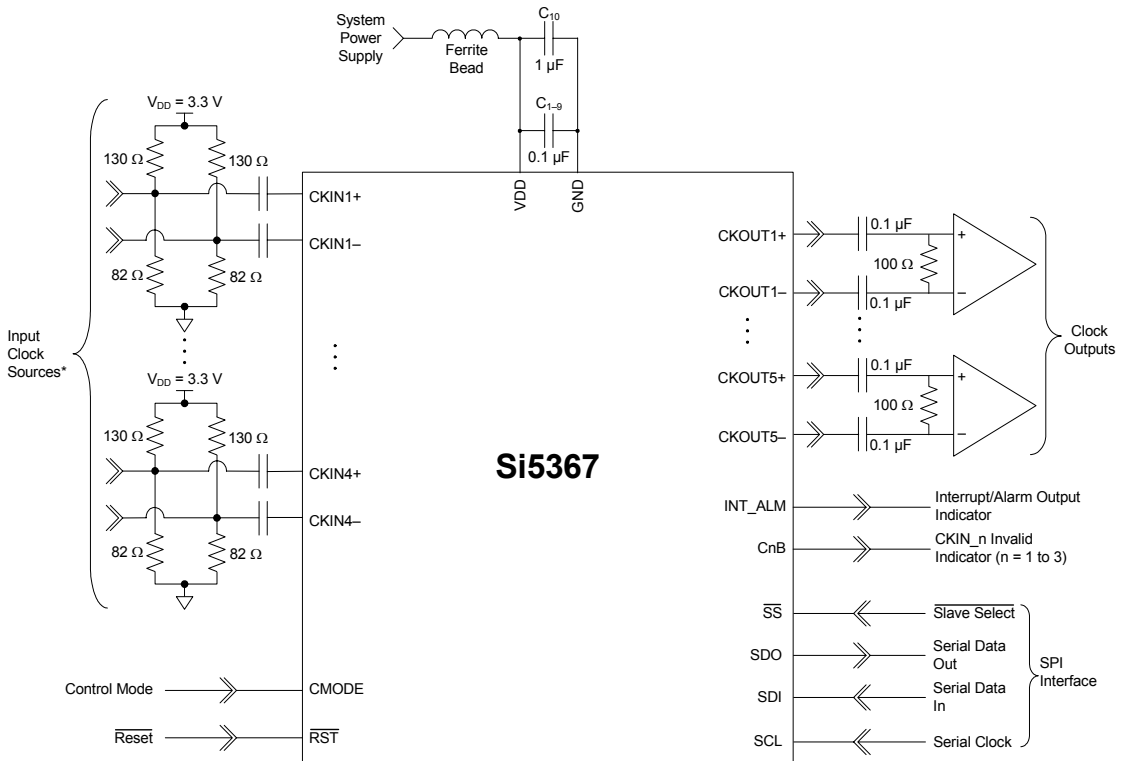 System
Power
Supply
Ferrite
Bead
C10
1 µF
C1–9
0.1 µF
VDD
GND
VDD = 3.3 V
130 Ω
130 Ω
82 Ω
82 Ω
CKIN1+
CKIN1–
Input
Clock
Sources*
VDD = 3.3 V
130 Ω
130 Ω
82 Ω
82 Ω
CKIN4+
CKIN4–
Control Mode
CMODE
Reset
RST
Si5367
CKOUT1+
0.1 µF
+
100 Ω
CKOUT1–
–
0.1 µF
CKOUT5+
0.1 µF
+
100 Ω
CKOUT5–
–
0.1 µF
Clock
Outputs
INT_ALM
Interrupt/Alarm Output
Indicator
CnB
CKIN_n Invalid
Indicator (n = 1 to 3)
SS
Slave Select
SDO
Serial Data
Out
SDI
Serial Data
In
SCL
Serial Clock
SPI
Interface